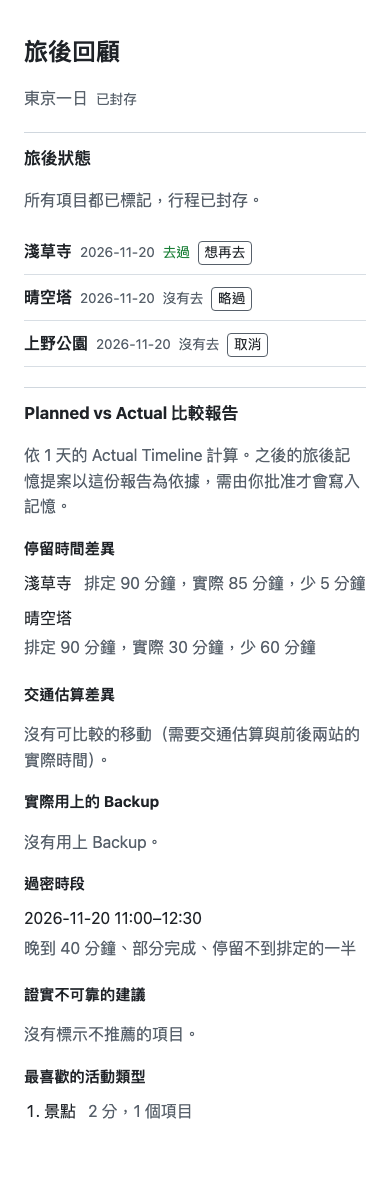 旅後回顧
東京一日 已封存
旅後狀態
所有項目都已標記，行程已封存。
淺草寺 2026-11-20 去過 想再去
晴空塔 2026-11-20 沒有去 略過
上野公園 2026-11-20 沒有去 取消
Planned vs Actual 比較報告
依 1 天的 Actual Timeline 計算。之後的旅後記
憶提案以這份報告為依據，需由你批准才會寫入
記憶。
停留時間差異
淺草寺 排定 90 分鐘，實際 85 分鐘，少 5 分鐘
晴空塔
排定 90 分鐘，實際 30 分鐘，少 60 分鐘
交通估算差異
沒有可比較的移動（需要交通估算與前後兩站的
實際時間）。
實際用上的 Backup
沒有用上 Backup。
過密時段
2026-11-20 11:00–12:30
晚到 40 分鐘、部分完成、停留不到排定的一半
證實不可靠的建議
沒有標示不推薦的項目。
最喜歡的活動類型
1. 景點 2 分，1 個項目